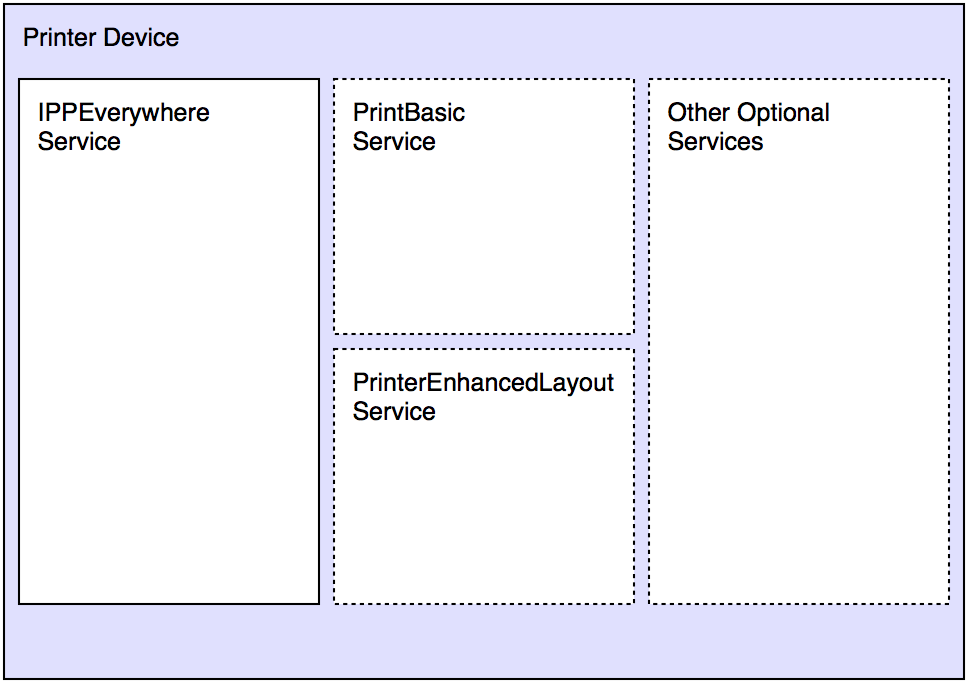 Printer Device
IPPEverywhere
Service
PrintBasic
Service
PrinterEnhancedLayout
Service
Other Optional
Services